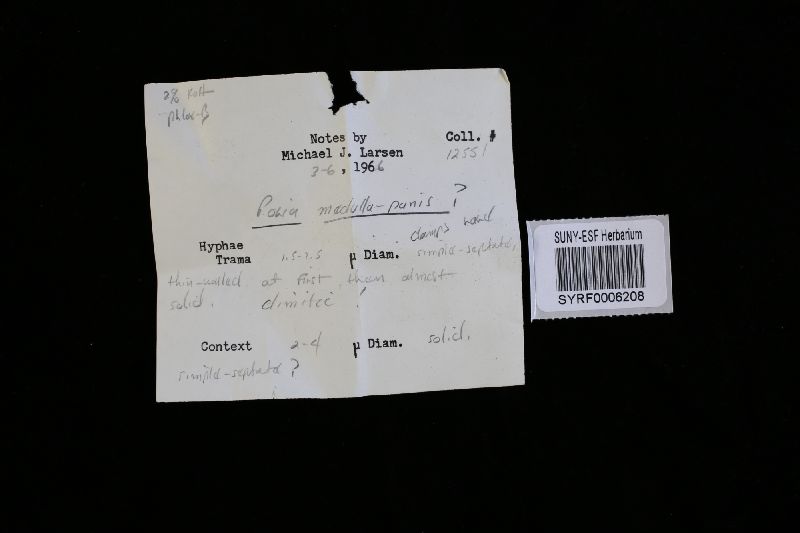 2% KOH
phlox-B
Notes by Coll. #
Michael J. Larsen 12551
3-6, 1966
Poria medulla-panis ?
clamps
Hyphae
Trama 1.5-2.5 µ Diam. simple-septate,
thin-walled at first, then almost
solid. dimitic !
Context 2-4 µ Diam. solid.
simple-septate ?
SUNY-ESF Herbarium
SYRF0006208